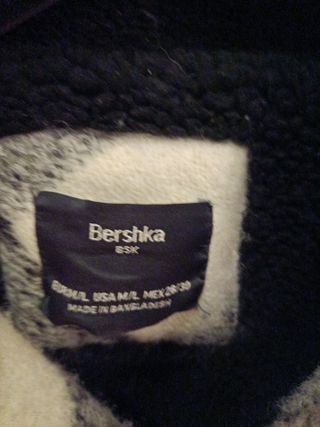 Bershka
BSK
EUR M/L USA M/L MEX 28/30
MADE IN BANGLADESH